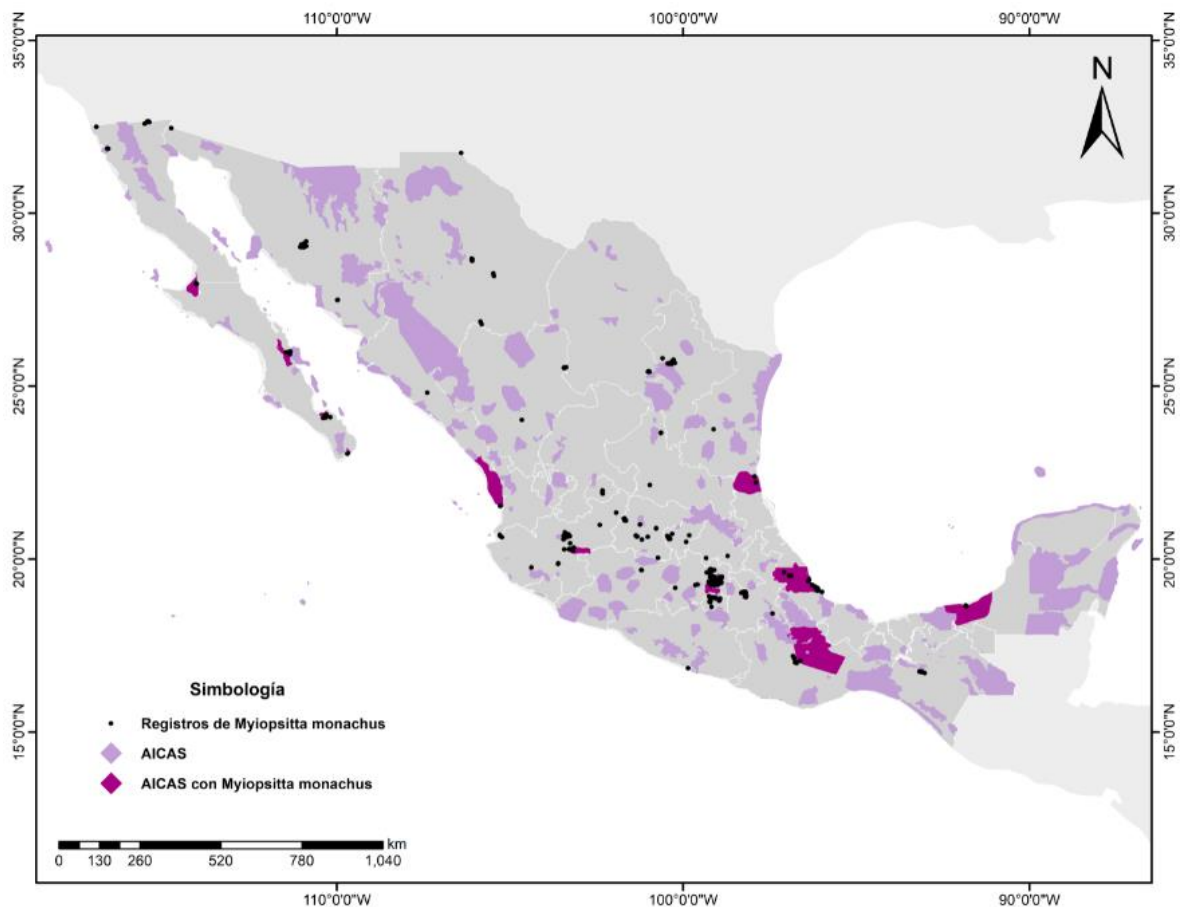 110°0'0"W 100°0'0"W 90°0'0"W
35°0'0"N 35°0'0"N
N
30°0'0"N 30°0'0"N
25°0'0"N 25°0'0"N
20°0'0"N 20°0'0"N
Simbología
Registros de Myiopsitta monachus
15°0'0"N 15°0'0"N
AICAS
AICAS con Myiopsitta monachus
km
0 130 260 520 780 1,040
110°0'0"W 100°0'0"W 90°0'0"W